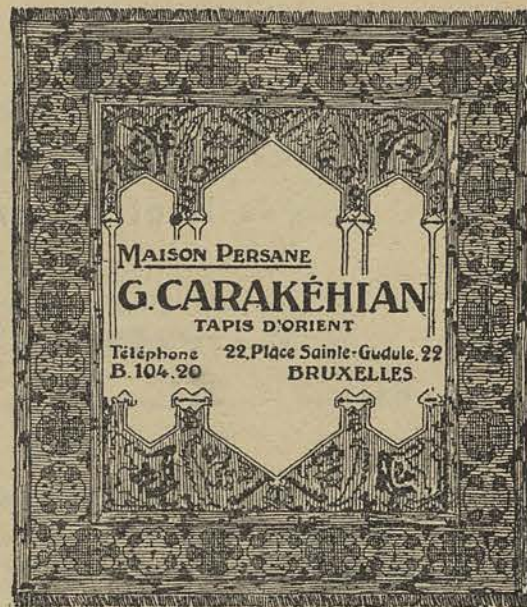 MAISON PERSANE
G. CARAKÉHIAN
TAPIS D'ORIENT
Téléphone 22, Place Sainte-Gudule, 22
B. 104.20 BRUXELLES